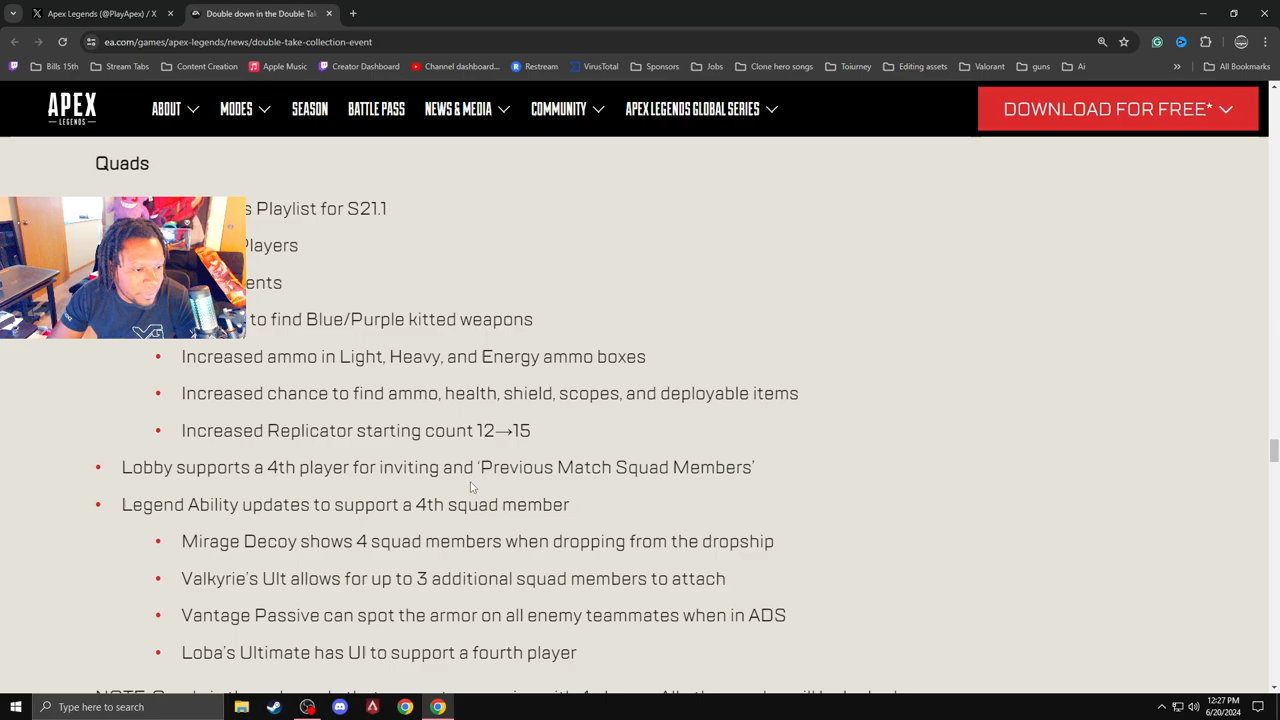 Apex Legends (@PlayApex) / X
Double down in the Double Ta
ea.com/games/apex-legends/news/double-take-collection-event
Bills 15th
Stream Tabs
Content Creation
Apple Music
Creator Dashboard
Channel dashboard...
Restream
VirusTotal
Sponsors
Jobs
Clone hero songs
Toiurney
Editing assets
Valorant
guns
Ai
»
All Bookmarks
APEX
LEGENDS
ABOUT
MODES
SEASON
BATTLE PASS
NEWS & MEDIA
COMMUNITY
APEX LEGENDS GLOBAL SERIES
DOWNLOAD FOR FREE*
Quads
s Playlist for S21.1
Players
ents
to find Blue/Purple kitted weapons
• Increased ammo in Light, Heavy, and Energy ammo boxes
• Increased chance to find ammo, health, shield, scopes, and deployable items
• Increased Replicator starting count 12→15
• Lobby supports a 4th player for inviting and ‘Previous Match Squad Members’
• Legend Ability updates to support a 4th squad member
• Mirage Decoy shows 4 squad members when dropping from the dropship
• Valkyrie's Ult allows for up to 3 additional squad members to attach
• Vantage Passive can spot the armor on all enemy teammates when in ADS
• Loba's Ultimate has UI to support a fourth player
Type here to search
12:27 PM
6/20/2024